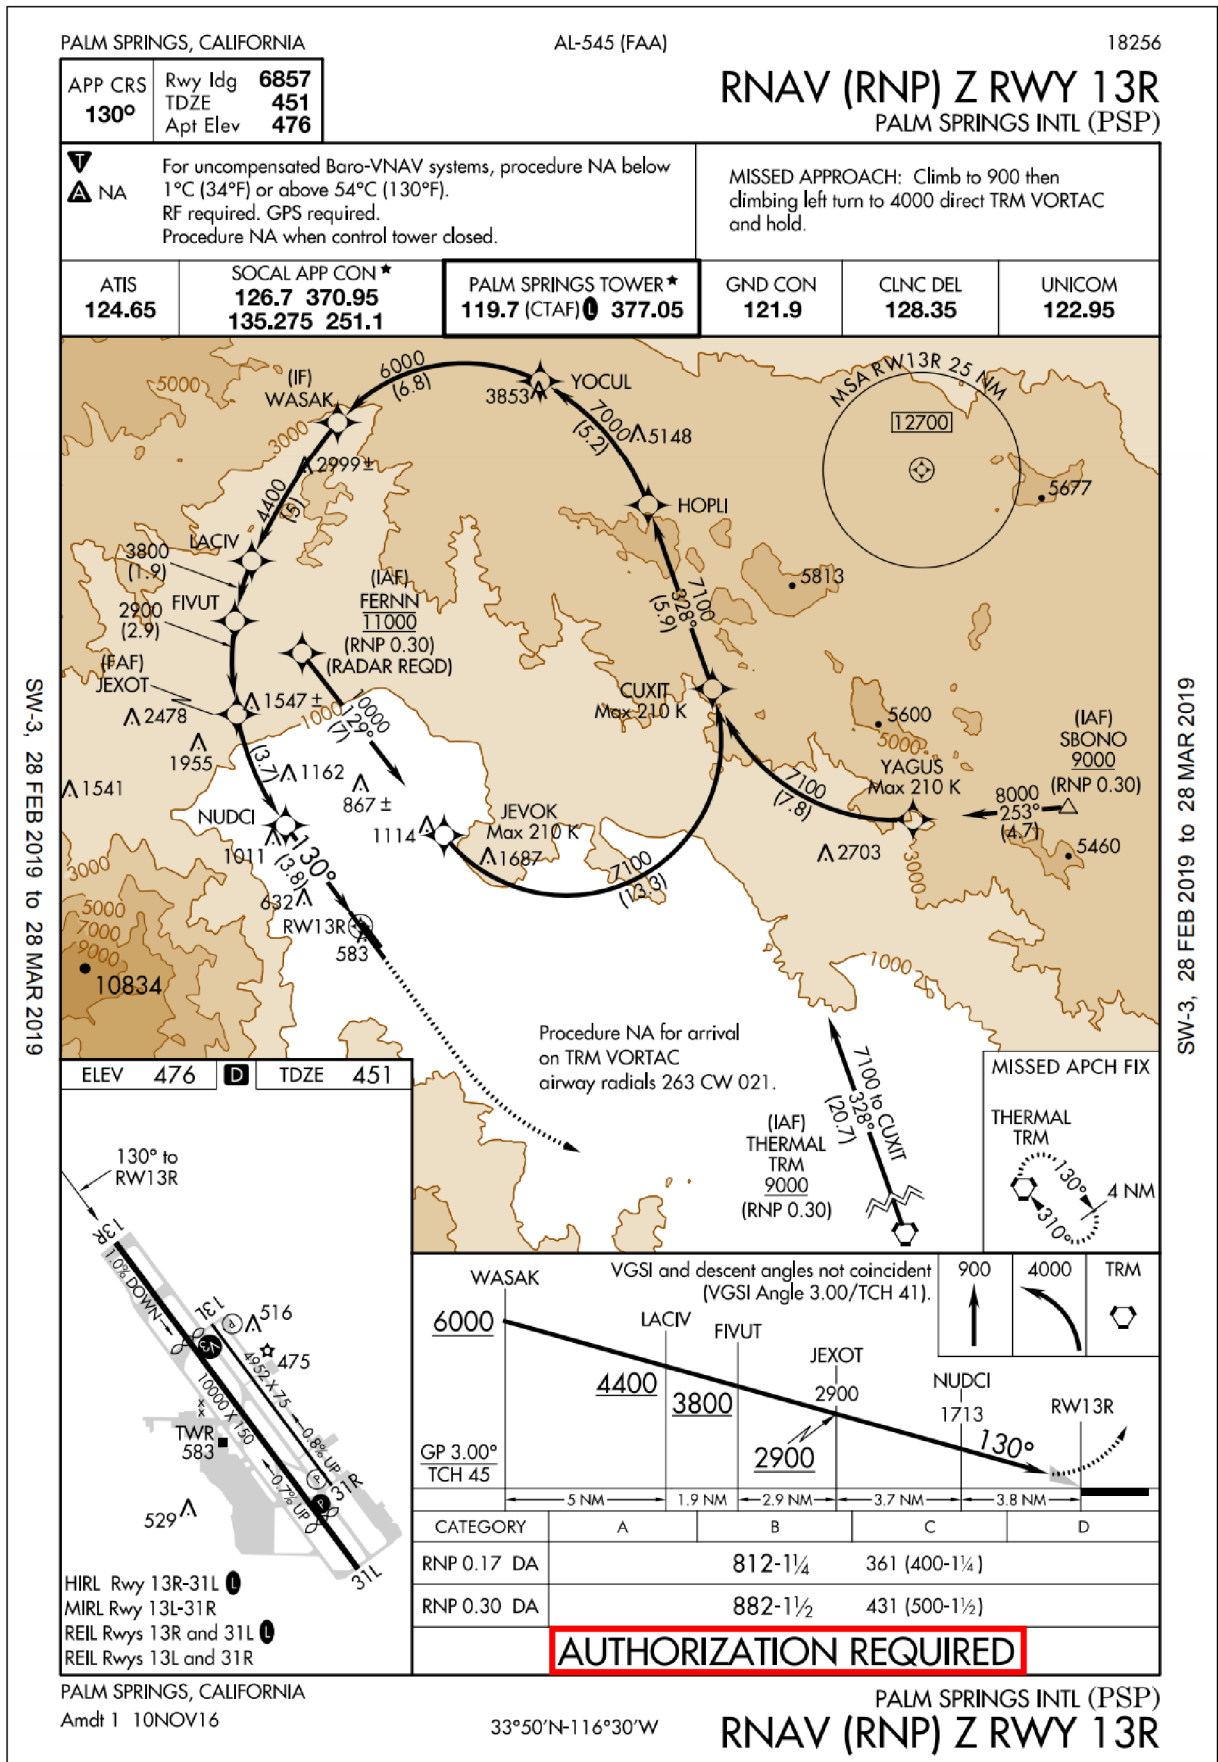 PALM SPRINGS, CALIFORNIA
AL-545 (FAA)
18256
APP CRS
130°
Rwy ldg 6857
TDZE 451
Apt Elev 476
RNAV (RNP) Z RWY 13R
PALM SPRINGS INTL (PSP)
T
A NA
For uncompensated Baro-VNAV systems, procedure NA below
1°C (34°F) or above 54°C (130°F).
RF required. GPS required.
Procedure NA when control tower closed.
MISSED APPROACH: Climb to 900 then
climbing left turn to 4000 direct TRM VORTAC
and hold.
ATIS
124.65
SOCAL APP CON★
126.7 370.95
135.275 251.1
PALM SPRINGS TOWER★
119.7 (CTAF) L 377.05
GND CON
121.9
CLNC DEL
128.35
UNICOM
122.95
5000
(IF)
WASAK
6000
(6.8)
3853
YOCUL
7000
(5.2)
5148
MSA RW13R 25 NM
12700
5677
3000
2999±
4400
(5)
HOPLI
LACIV
3800
(1.9)
FIVUT
2900
(2.9)
(IAF)
FERNN
11000
(RNP 0.30)
(RADAR REQD)
7100
328°
(5.9)
5813
(FAF)
JEXOT
2478
1547±
1955
1000
10000
129°
(7)
CUXIT
Max 210 K
5600
5000
(IAF)
SBONO
9000
(RNP 0.30)
YAGUS
Max 210 K
8000
253°
(4.7)
7100
(7.8)
(3.7)
1162
867±
1541
NUDCI
1011
1114
JEVOK
Max 210 K
1687
7100
(13.3)
2703
3000
5460
130°
(3.8)
632
RW13R
583
3000
5000
7000
9000
10834
1000
Procedure NA for arrival
on TRM VORTAC
airway radials 263 CW 021.
7100 to CUXIT
328°
(20.7)
(IAF)
THERMAL
TRM
9000
(RNP 0.30)
MISSED APCH FIX
THERMAL
TRM
130°
310°
4 NM
SW-3, 28 FEB 2019 to 28 MAR 2019
SW-3, 28 FEB 2019 to 28 MAR 2019
ELEV 476
D
TDZE 451
130° to
RW13R
13R
1.0% DOWN
13L
P
516
475
4952 X 75
10000 X 150
TWR
583
0.8% UP
0.7% UP
P
31R
31L
529
HIRL Rwy 13R-31L L
MIRL Rwy 13L-31R
REIL Rwys 13R and 31L L
REIL Rwys 13L and 31R
VGSI and descent angles not coincident
(VGSI Angle 3.00/TCH 41).
900
4000
TRM
WASAK
6000
LACIV
4400
FIVUT
3800
JEXOT
2900
2900
NUDCI
1713
130°
RW13R
GP 3.00°
TCH 45
5 NM
1.9 NM
2.9 NM
3.7 NM
3.8 NM
CATEGORY A B C D
RNP 0.17 DA 812-1¼ 361 (400-1¼)
RNP 0.30 DA 882-1½ 431 (500-1½)
AUTHORIZATION REQUIRED
PALM SPRINGS, CALIFORNIA
Amdt 1 10NOV16
33°50'N-116°30'W
PALM SPRINGS INTL (PSP)
RNAV (RNP) Z RWY 13R